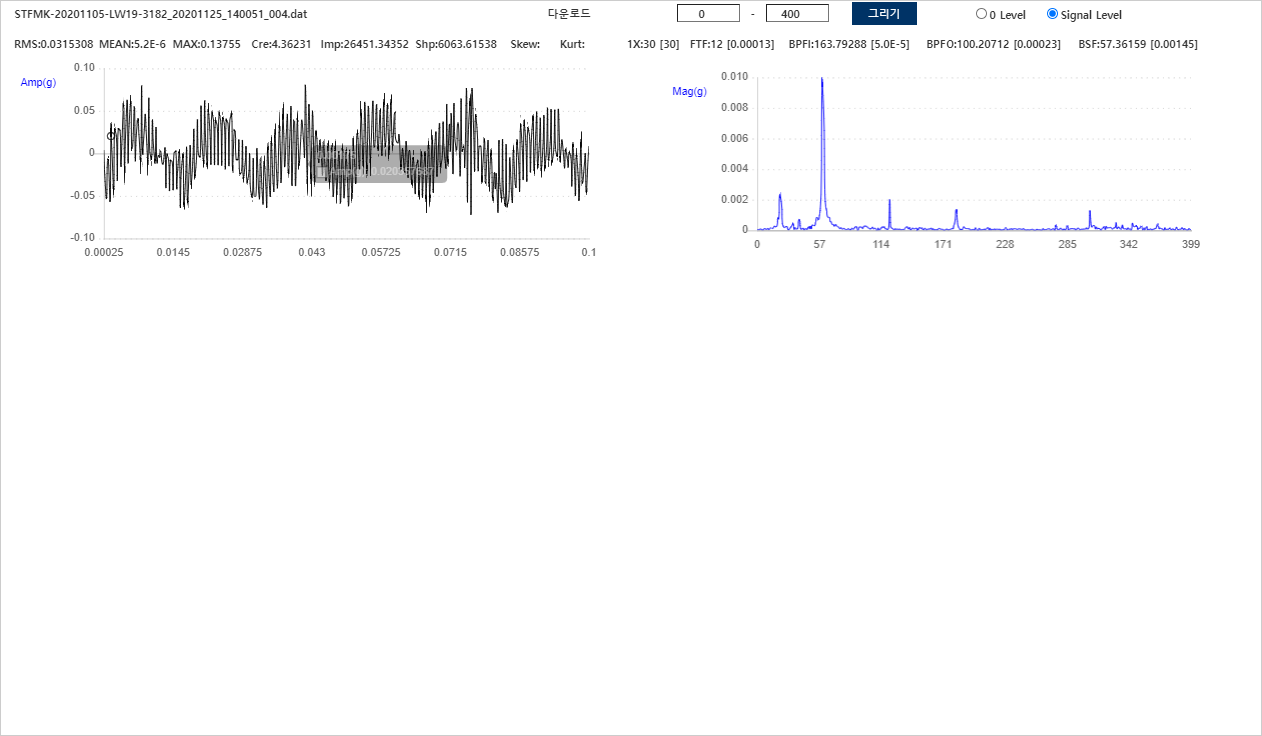 STFMK-20201105-LW19-3182_20201125_140051_004.dat 다운로드 0 - 400 그리기 0 Level Signal Level
RMS:0.0315308 MEAN:5.2E-6 MAX:0.13755 Cre:4.36231 Imp:26451.34352 Shp:6063.61538 Skew: Kurt: 1X:30 [30] FTF:12 [0.00013] BPFI:163.79288 [5.0E-5] BPFO:100.20712 [0.00023] BSF:57.36159 [0.00145]
Amp(g)
0.10
0.05
0
-0.05
-0.10
0.00025 0.0145 0.02875 0.043 0.05725 0.0715 0.08575 0.1
Mag(g)
0.010
0.008
0.006
0.004
0.002
0
0 57 114 171 228 285 342 399